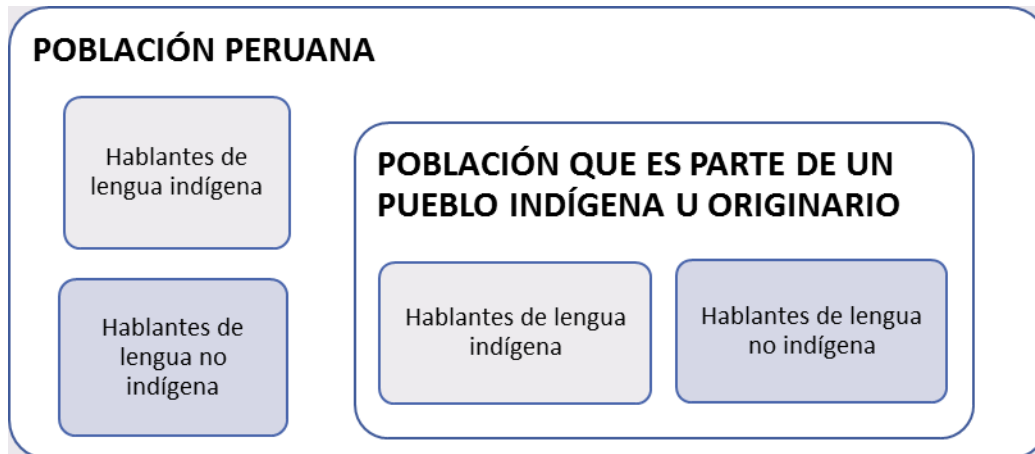 POBLACIÓN PERUANA
Hablantes de
lengua indígena
Hablantes de
lengua no
indígena
POBLACIÓN QUE ES PARTE DE UN
PUEBLO INDÍGENA U ORIGINARIO
Hablantes de lengua
indígena
Hablantes de lengua
no indígena